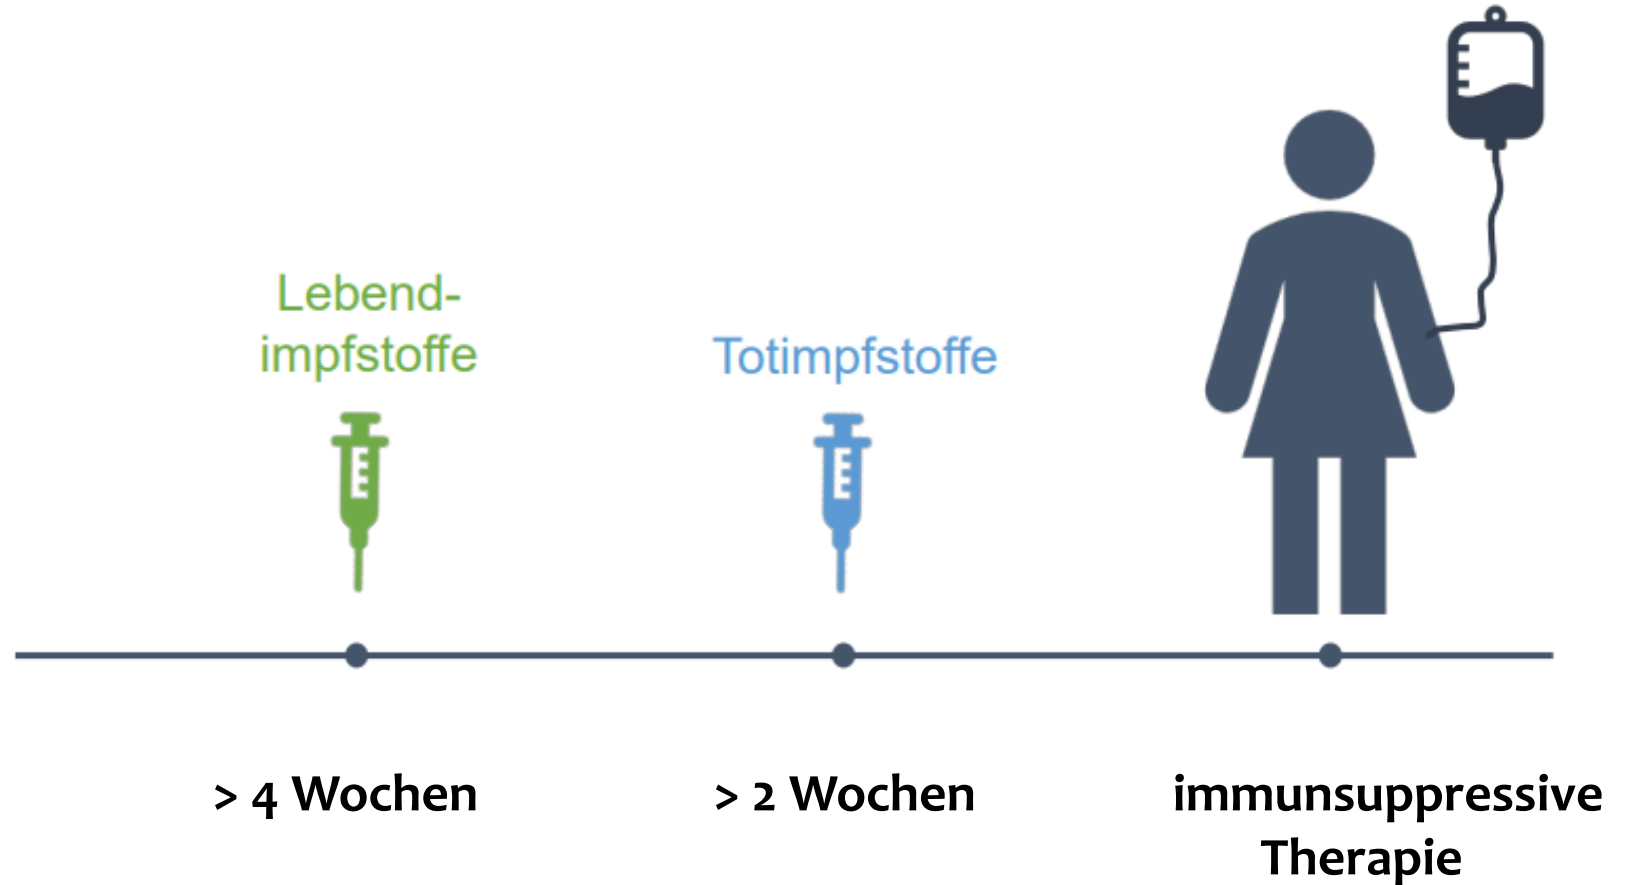 Lebend-
impfstoffe
Totimpfstoffe
> 4 Wochen
> 2 Wochen
immunsuppressive
Therapie